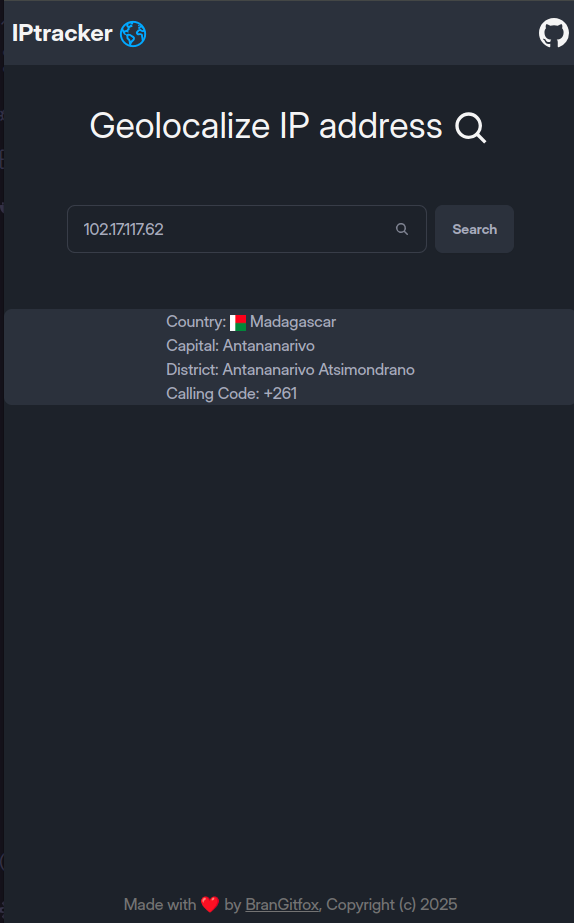 IPtracker
Geolocalize IP address
102.17.117.62
Search
Country: 🇲🇬 Madagascar
Capital: Antananarivo
District: Antananarivo Atsimondrano
Calling Code: +261
Made with ❤️ by BranGitfox, Copyright (c) 2025